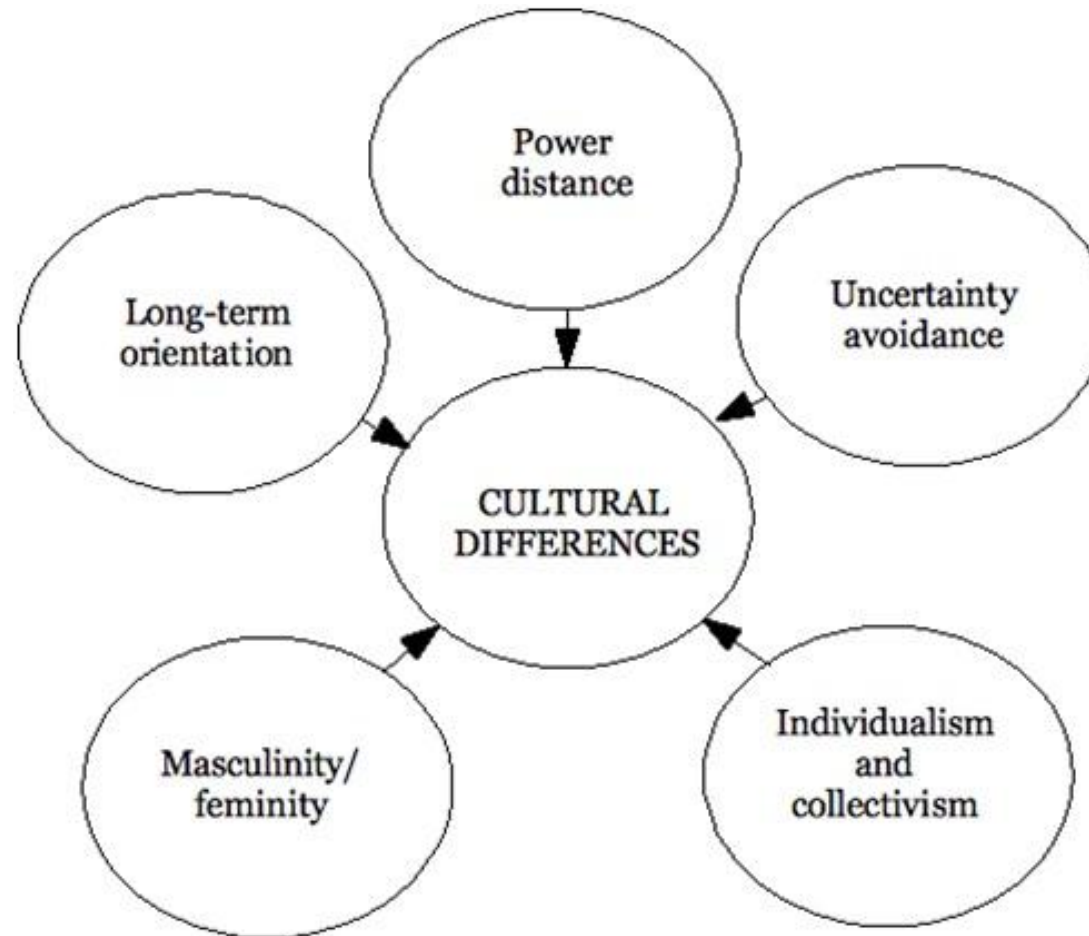 Power
distance
Long-term
orientation
Uncertainty
avoidance
CULTURAL
DIFFERENCES
Masculinity/
feminity
Individualism
and
collectivism